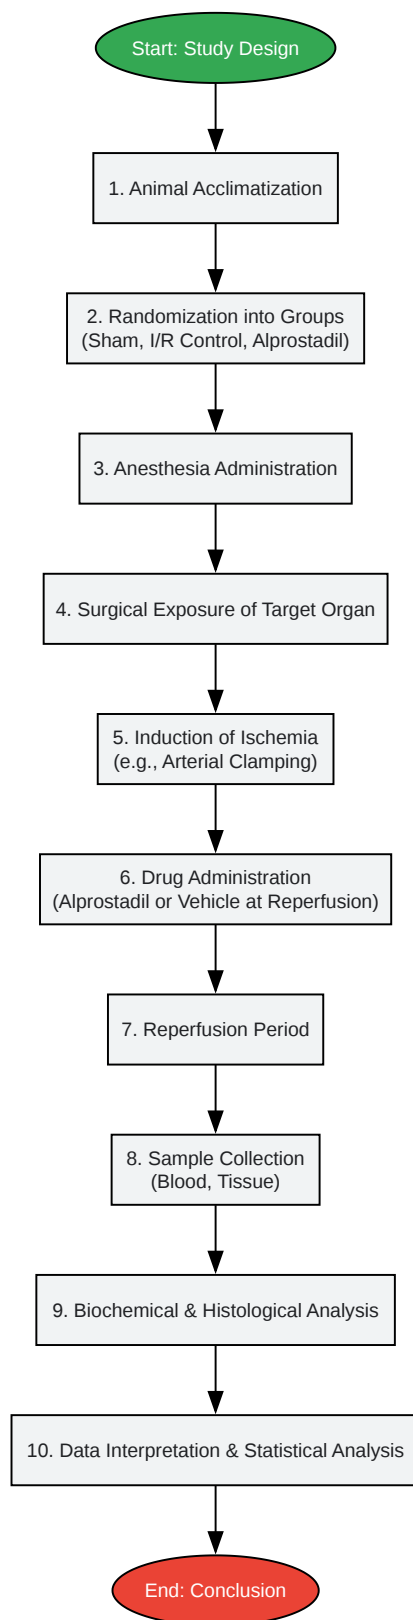 Start: Study Design
1. Animal Acclimatization
2. Randomization into Groups
(Sham, I/R Control, Alprostadil)
3. Anesthesia Administration
4. Surgical Exposure of Target Organ
5. Induction of Ischemia
(e.g., Arterial Clamping)
6. Drug Administration
(Alprostadil or Vehicle at Reperfusion)
7. Reperfusion Period
8. Sample Collection
(Blood, Tissue)
9. Biochemical & Histological Analysis
10. Data Interpretation & Statistical Analysis
End: Conclusion